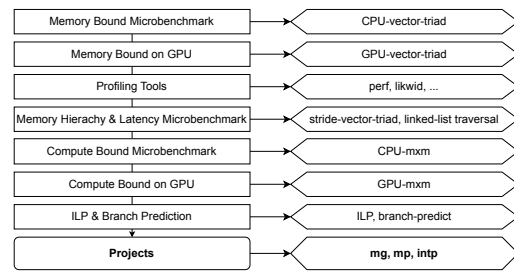 Memory Bound Microbenchmark
CPU-vector-triad
Memory Bound on GPU
GPU-vector-triad
Profiling Tools
perf, likwid, ...
Memory Hierachy & Latency Microbenchmark
stride-vector-triad, linked-list traversal
Compute Bound Microbenchmark
CPU-mxm
Compute Bound on GPU
GPU-mxm
ILP & Branch Prediction
ILP, branch-predict
Projects
mg, mp, intp